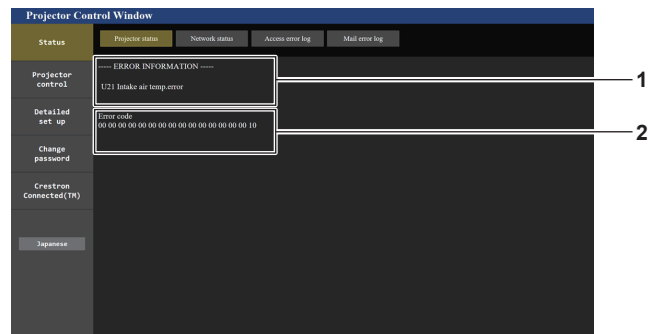 Projector Control Window
Status
Projector status
Network status
Access error log
Mail error log
Projector
control
Detailed
set up
Change
password
Crestron
Connected(TM)
Japanese
----- ERROR INFORMATION -----
U21 Intake air temp.error
Error code
00 00 00 00 00 00 00 00 00 00 00 00 00 00 00 10
1
2